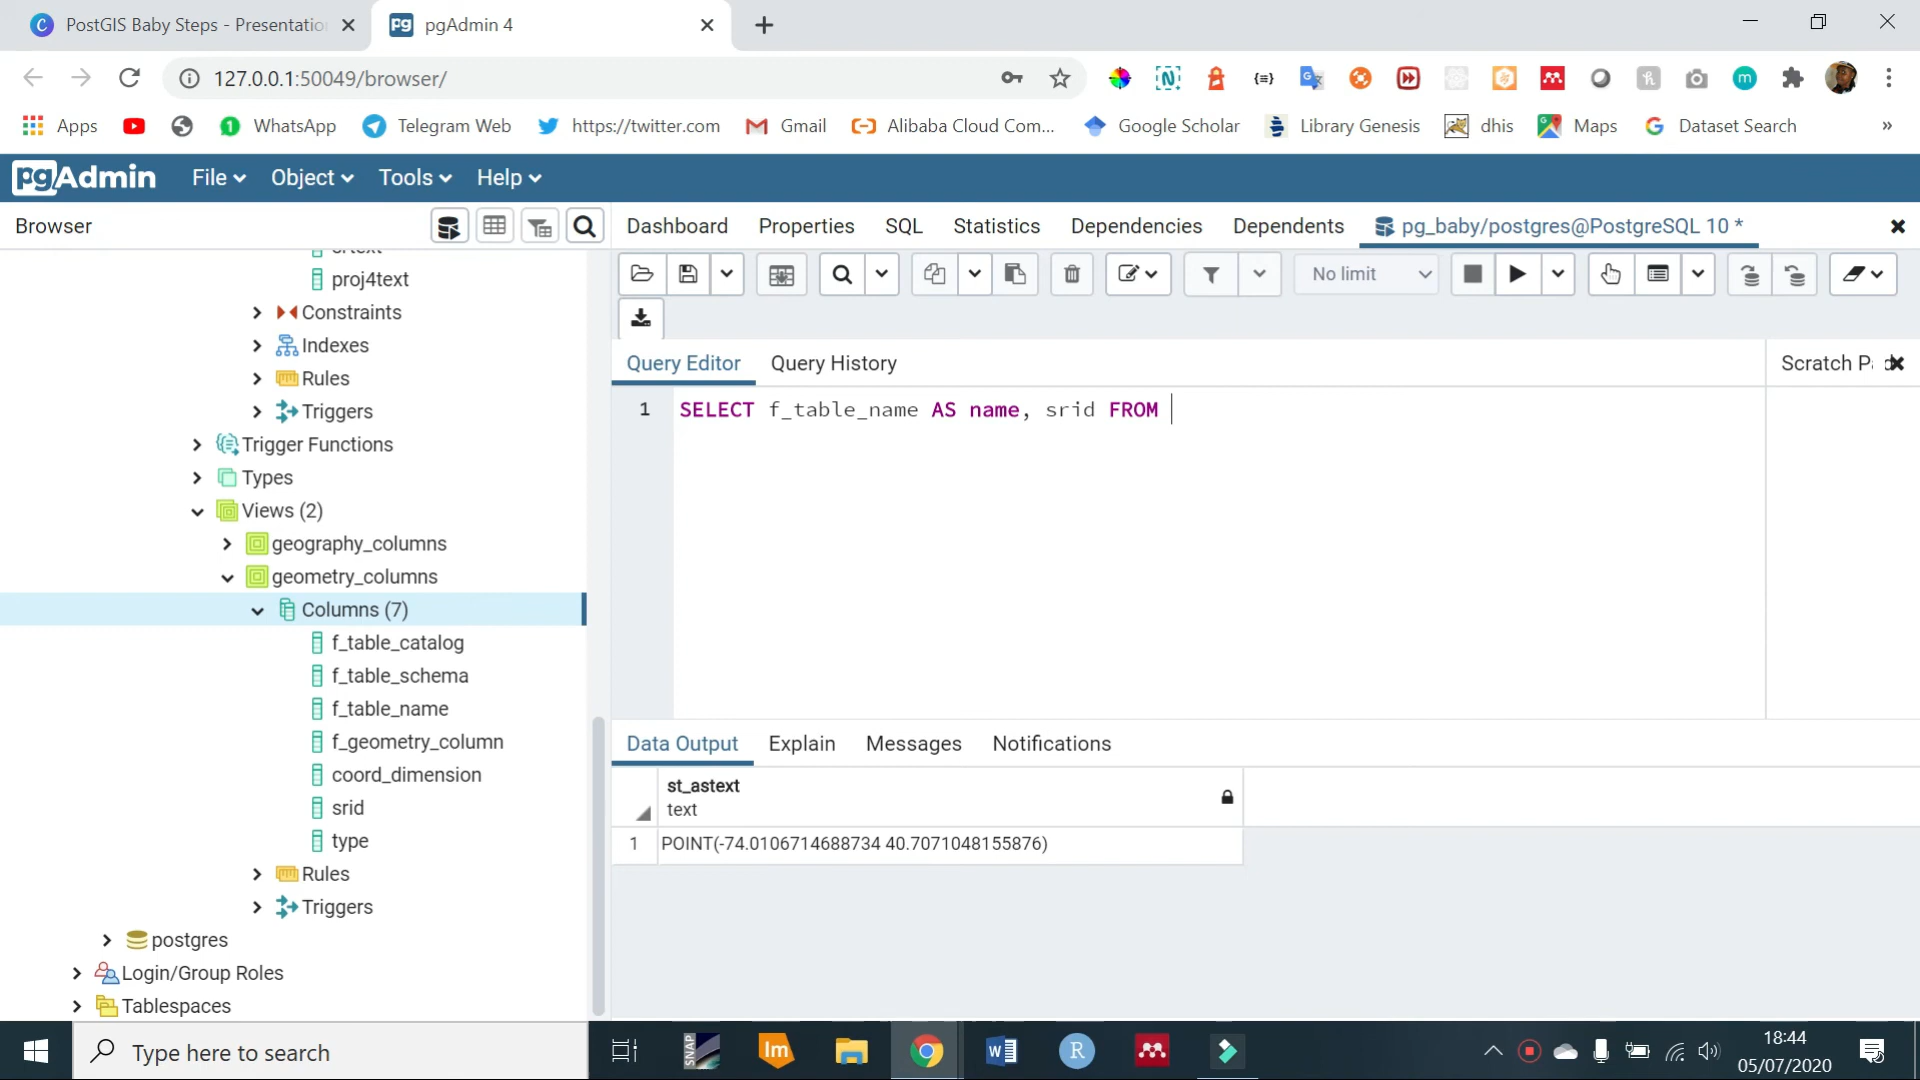 PostGIS Baby Steps - Presentatio
pgAdmin 4
127.0.0.1:50049/browser/
Apps
WhatsApp
Telegram Web
https://twitter.com
Gmail
Alibaba Cloud Com...
Google Scholar
Library Genesis
dhis
Maps
Dataset Search
»
pgAdmin
File
Object
Tools
Help
Browser
Dashboard
Properties
SQL
Statistics
Dependencies
Dependents
pg_baby/postgres@PostgreSQL 10 *
No limit
proj4text
Constraints
Indexes
Rules
Triggers
Trigger Functions
Types
Views (2)
geography_columns
geometry_columns
Columns (7)
f_table_catalog
f_table_schema
f_table_name
f_geometry_column
coord_dimension
srid
type
Rules
Triggers
postgres
Login/Group Roles
Tablespaces
Query Editor
Query History
Scratch P
1 SELECT f_table_name AS name, srid FROM
Data Output
Explain
Messages
Notifications
st_astext
text
1 POINT(-74.0106714688734 40.7071048155876)
Type here to search
SNAP
Im
18:44
05/07/2020